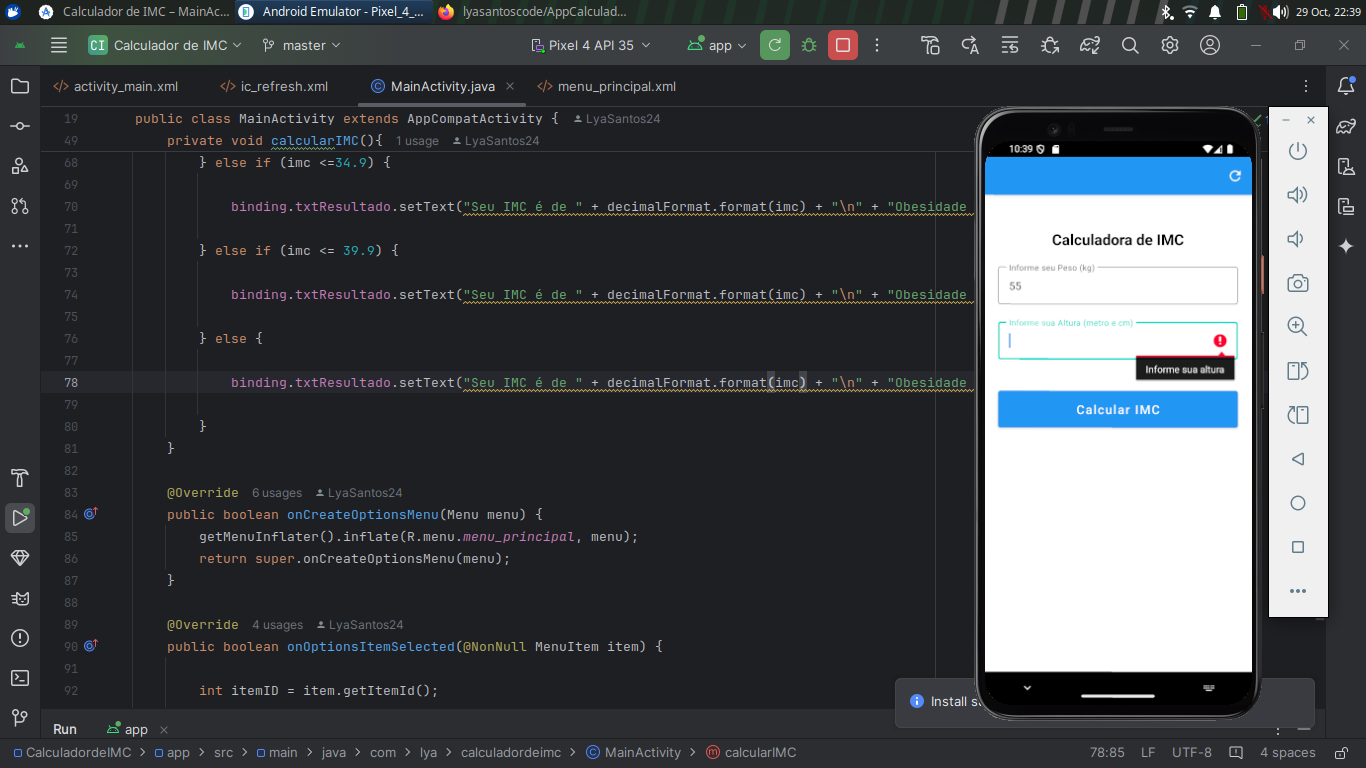 Calculador de IMC – MainAc...
Android Emulator - Pixel_4_...
lyasantoscode/AppCalculad...
29 Oct, 22:39
CI Calculador de IMC
master
Pixel 4 API 35
app
activity_main.xml
ic_refresh.xml
MainActivity.java
menu_principal.xml
19 public class MainActivity extends AppCompatActivity { LyaSantos24
49 private void calcularIMC(){ 1 usage LyaSantos24
68 } else if (imc <=34.9) {
69
70 binding.txtResultado.setText("Seu IMC é de " + decimalFormat.format(imc) + "\n" + "Obesidade
71
72 } else if (imc <= 39.9) {
73
74 binding.txtResultado.setText("Seu IMC é de " + decimalFormat.format(imc) + "\n" + "Obesidade
75
76 } else {
77
78 binding.txtResultado.setText("Seu IMC é de " + decimalFormat.format(imc) + "\n" + "Obesidade
79
80 }
81 }
82
83 @Override 6 usages LyaSantos24
84 public boolean onCreateOptionsMenu(Menu menu) {
85 getMenuInflater().inflate(R.menu.menu_principal, menu);
86 return super.onCreateOptionsMenu(menu);
87 }
88
89 @Override 4 usages LyaSantos24
90 public boolean onOptionsItemSelected(@NonNull MenuItem item) {
91
92 int itemID = item.getItemId();
10:39
Calculadora de IMC
Informe seu Peso (kg)
55
Informe sua Altura (metro e cm)
Informe sua altura
Calcular IMC
Install
Run
app
CalculadordeIMC > app > src > main > java > com > lya > calculadordeimc > MainActivity > calcularIMC
78:85 LF UTF-8 4 spaces